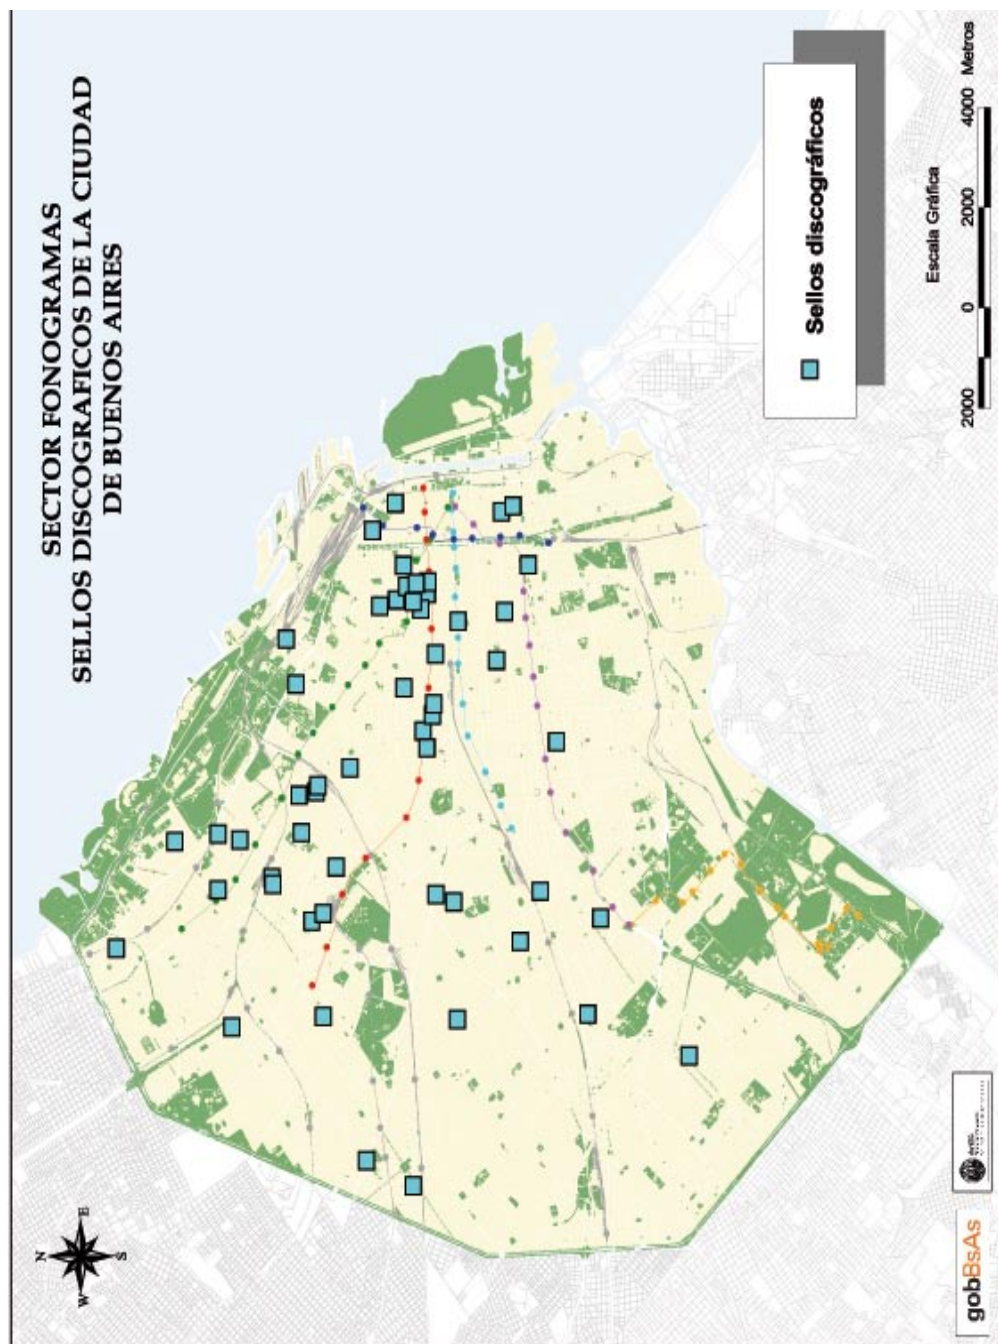 SECTOR FONOGRAMAS
SELLOS DISCOGRAFICOS DE LA CIUDAD
DE BUENOS AIRES
N
W
E
S
Sellos discográficos
Escala Gráfica
2000 0 2000 4000 Metros
gobBsAs